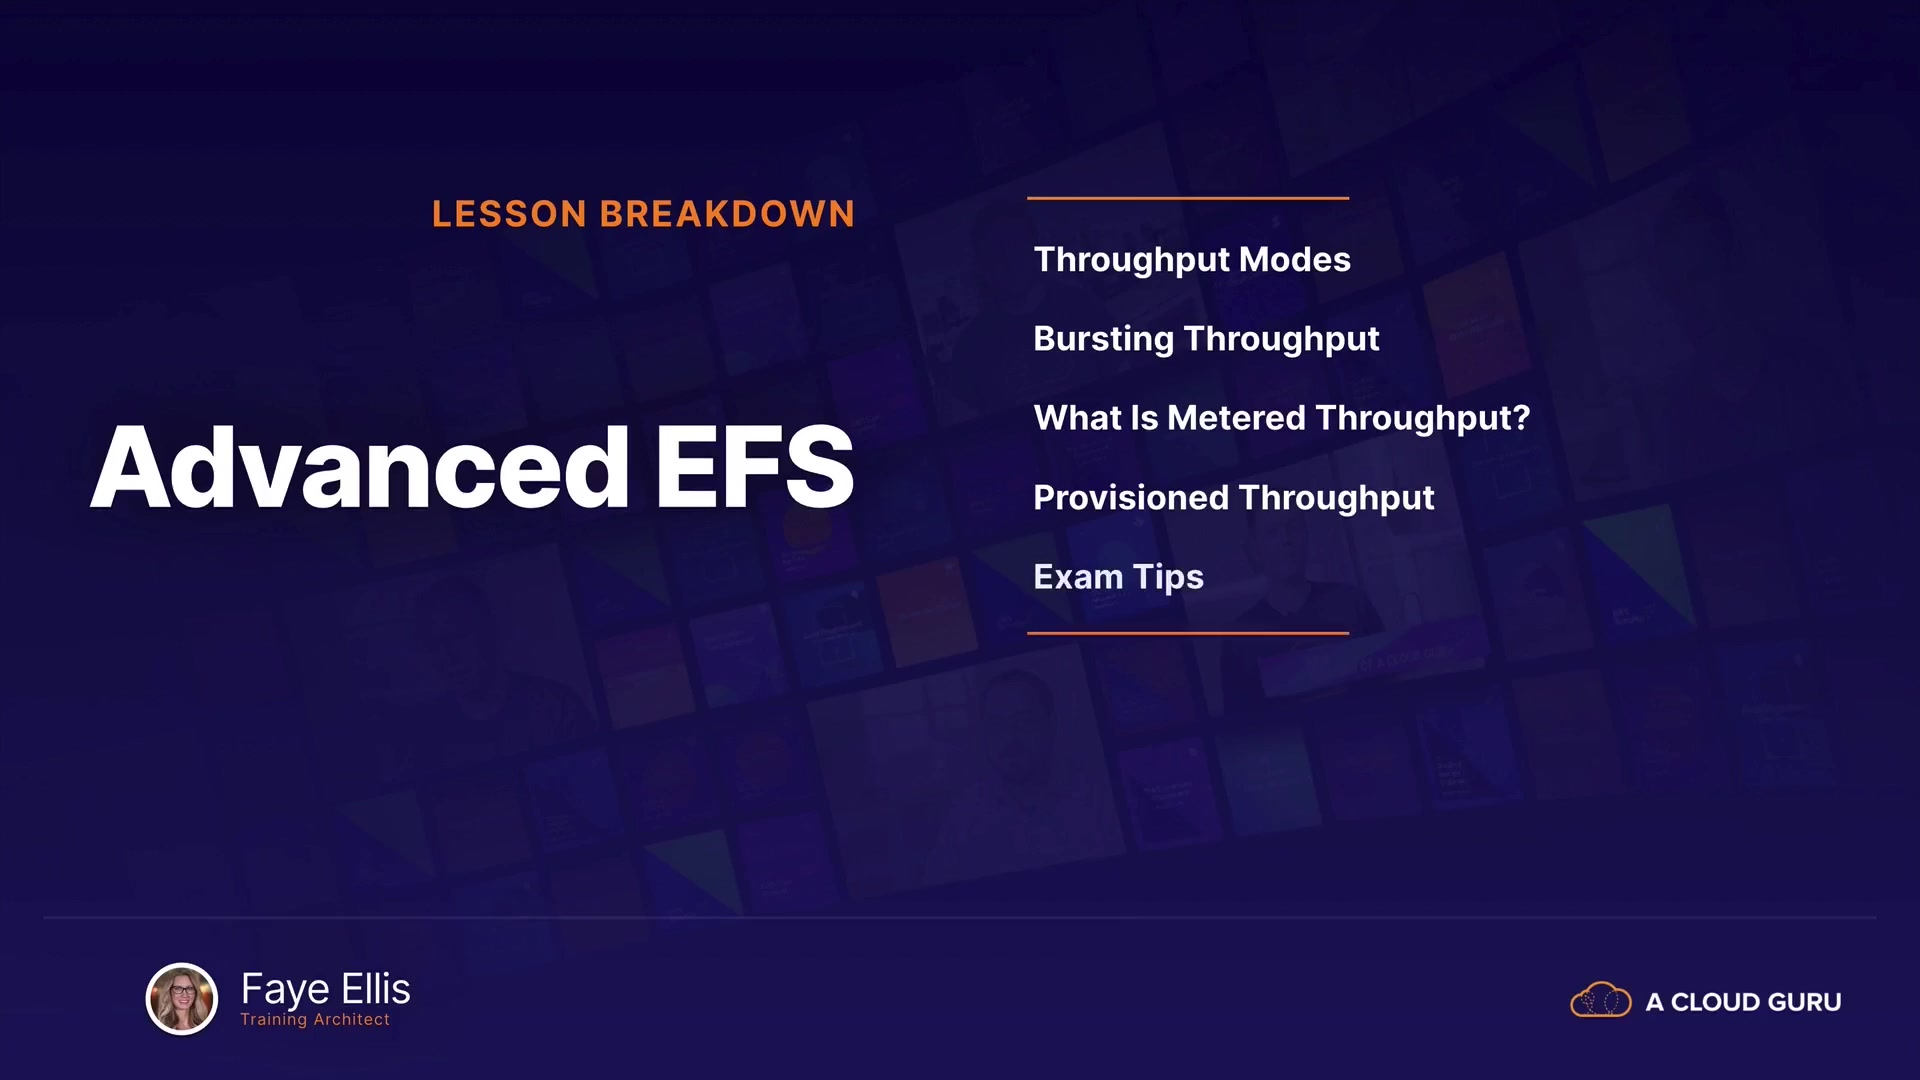 LESSON BREAKDOWN
Advanced EFS
Throughput Modes
Bursting Throughput
What Is Metered Throughput?
Provisioned Throughput
Exam Tips
Faye Ellis
Training Architect
A CLOUD GURU